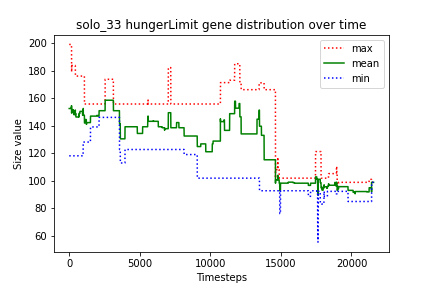 solo_33 hungerLimit gene distribution over time
max
mean
min
200
180
160
140
120
100
80
60
Size value
0
5000
10000
15000
20000
Timesteps